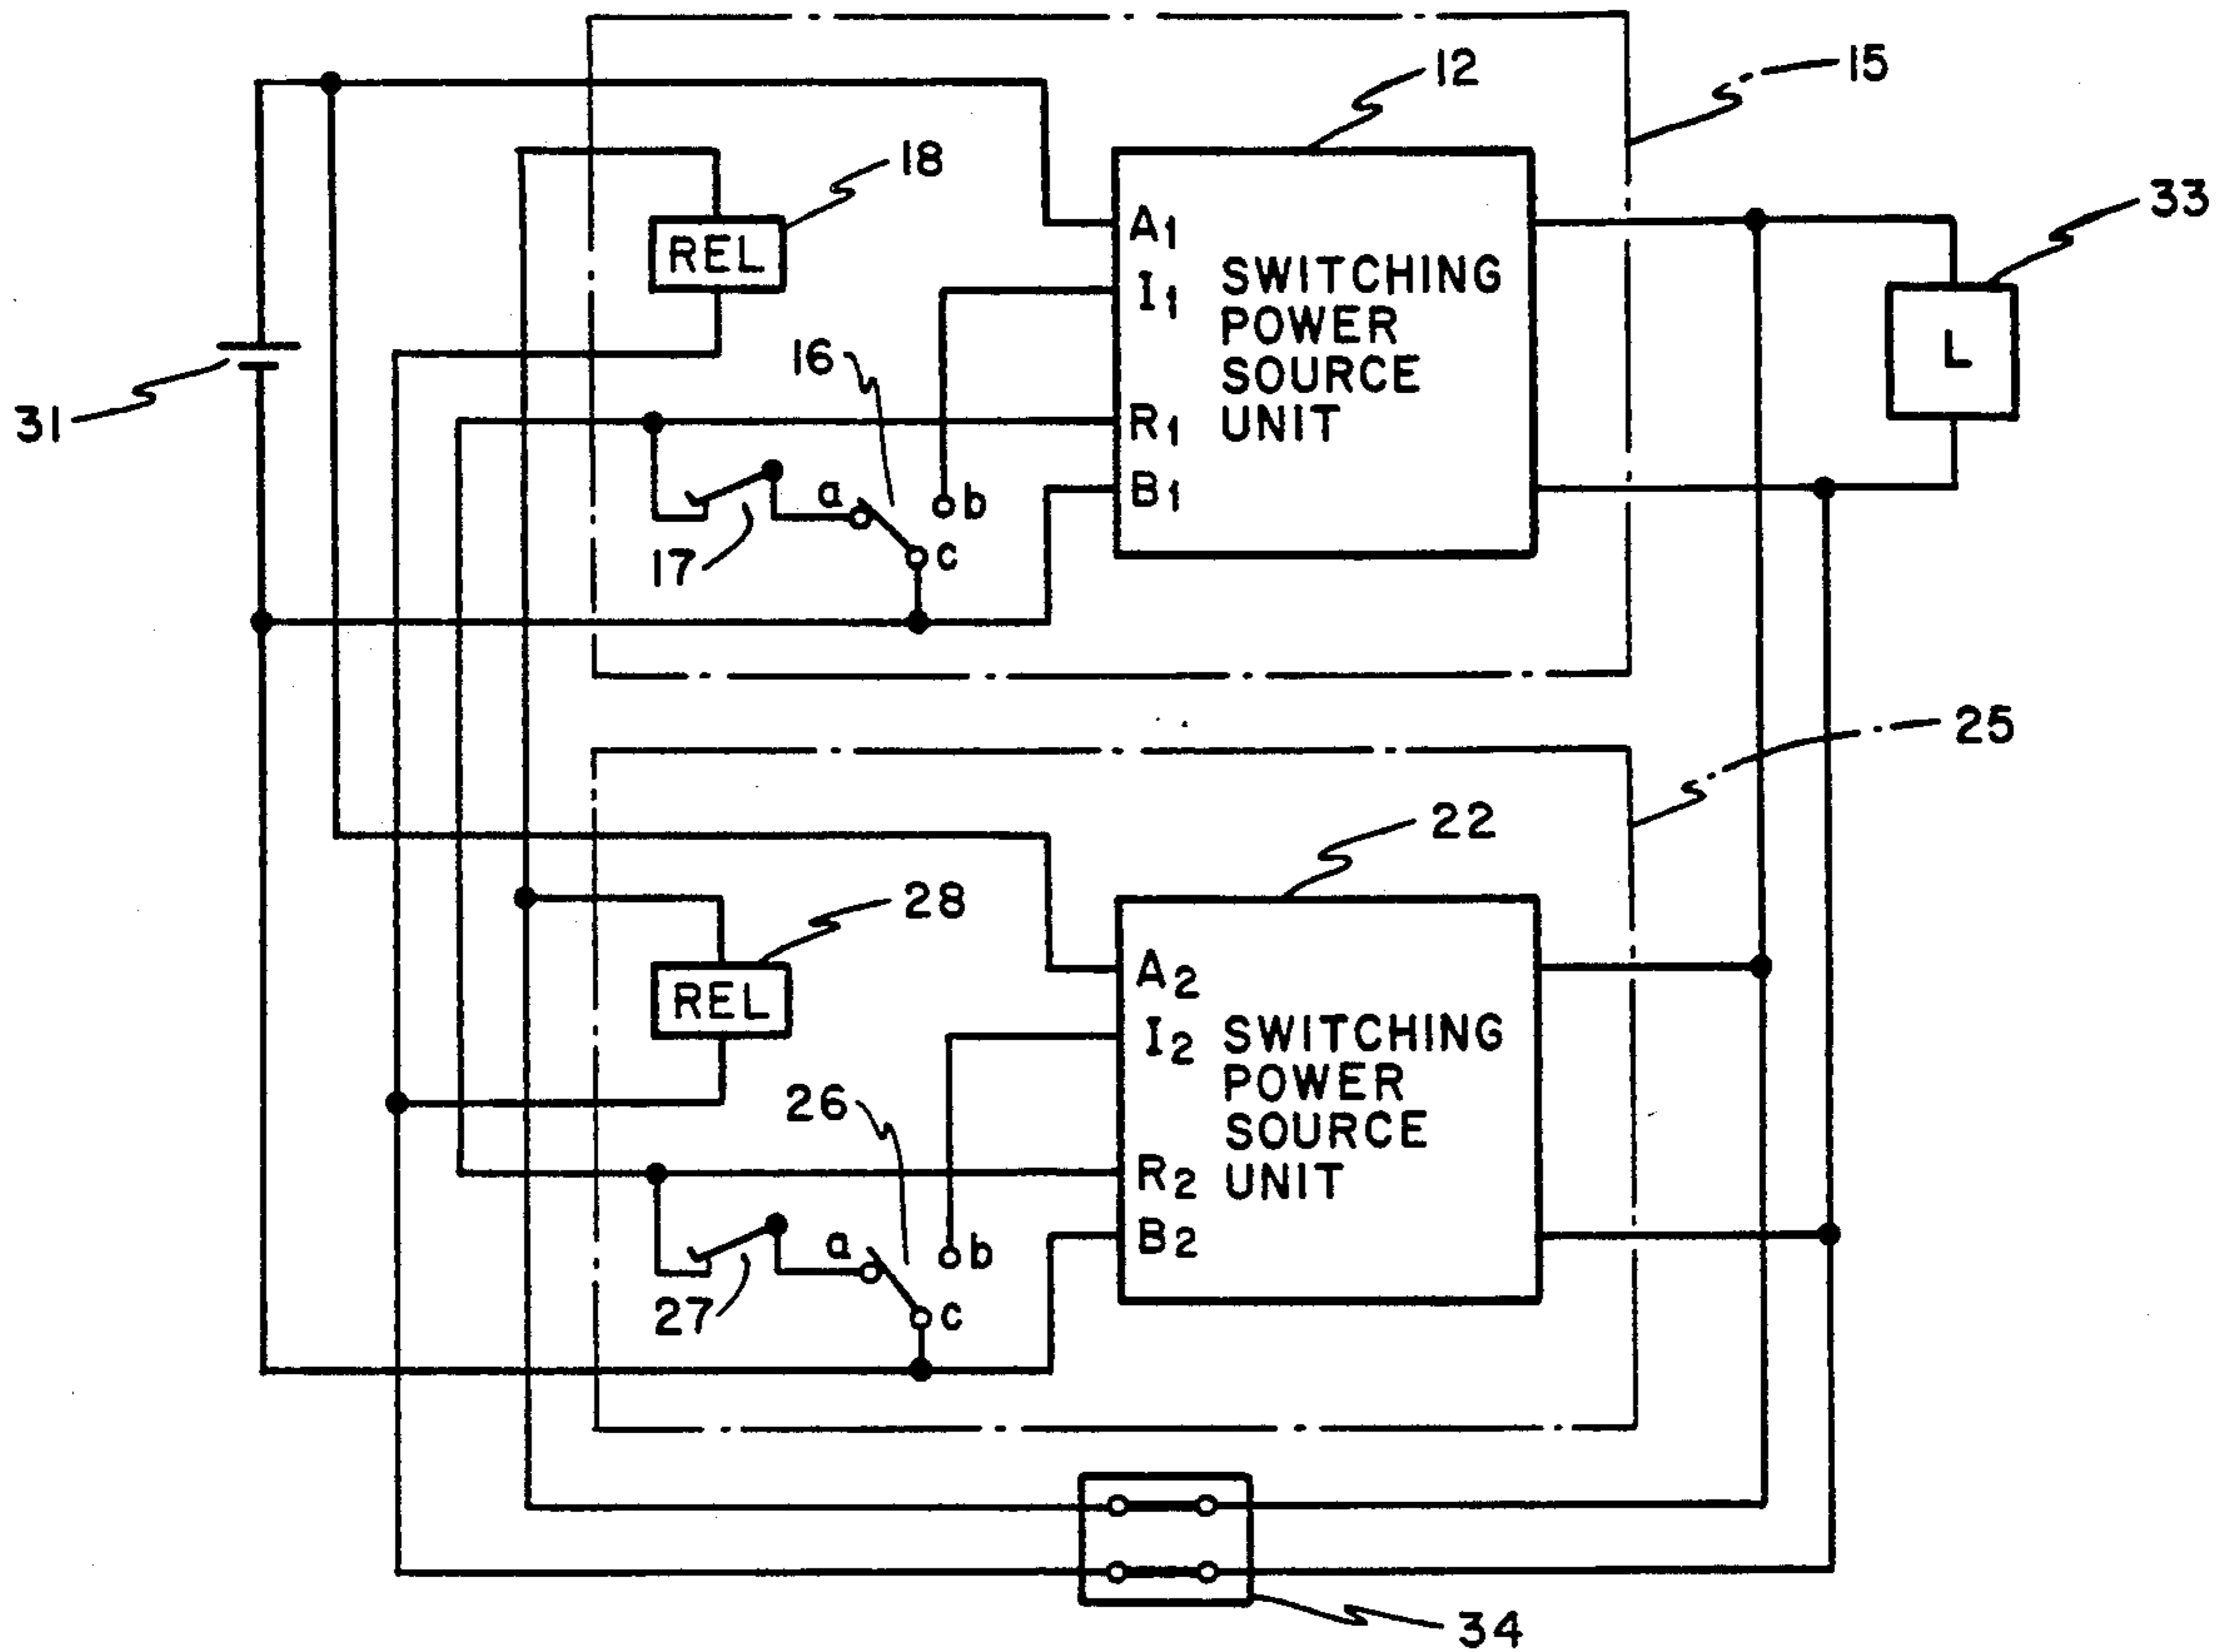 12
15
18
33
REL
A1
I1
SWITCHING
POWER
SOURCE
UNIT
L
16
31
R1
B1
a
b
c
17
25
22
28
A2
REL
I2
SWITCHING
POWER
SOURCE
UNIT
26
R2
B2
a
b
c
27
34